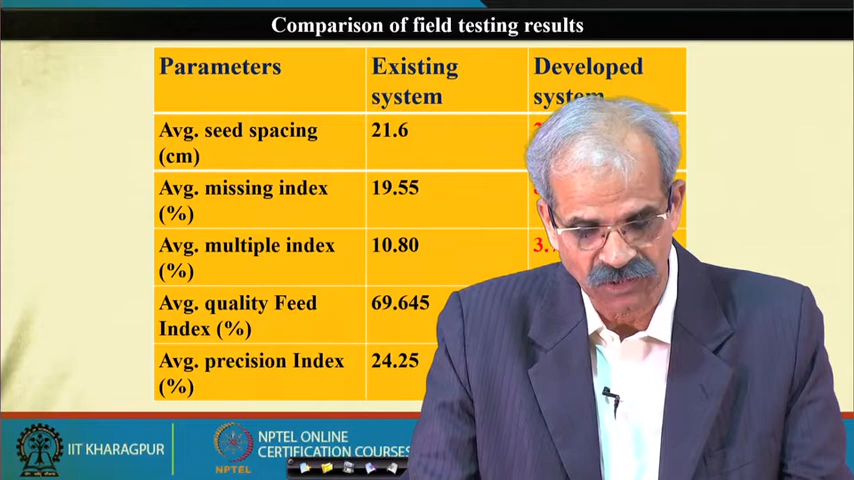 Comparison of field testing results
Parameters Existing Developed
system system
Avg. seed spacing 21.6
(cm)
Avg. missing index 19.55
(%)
Avg. multiple index 10.80 3.
(%)
Avg. quality Feed 69.645
Index (%)
Avg. precision Index 24.25
(%)
IIT KHARAGPUR
NPTEL ONLINE
CERTIFICATION COURSES
NPTEL